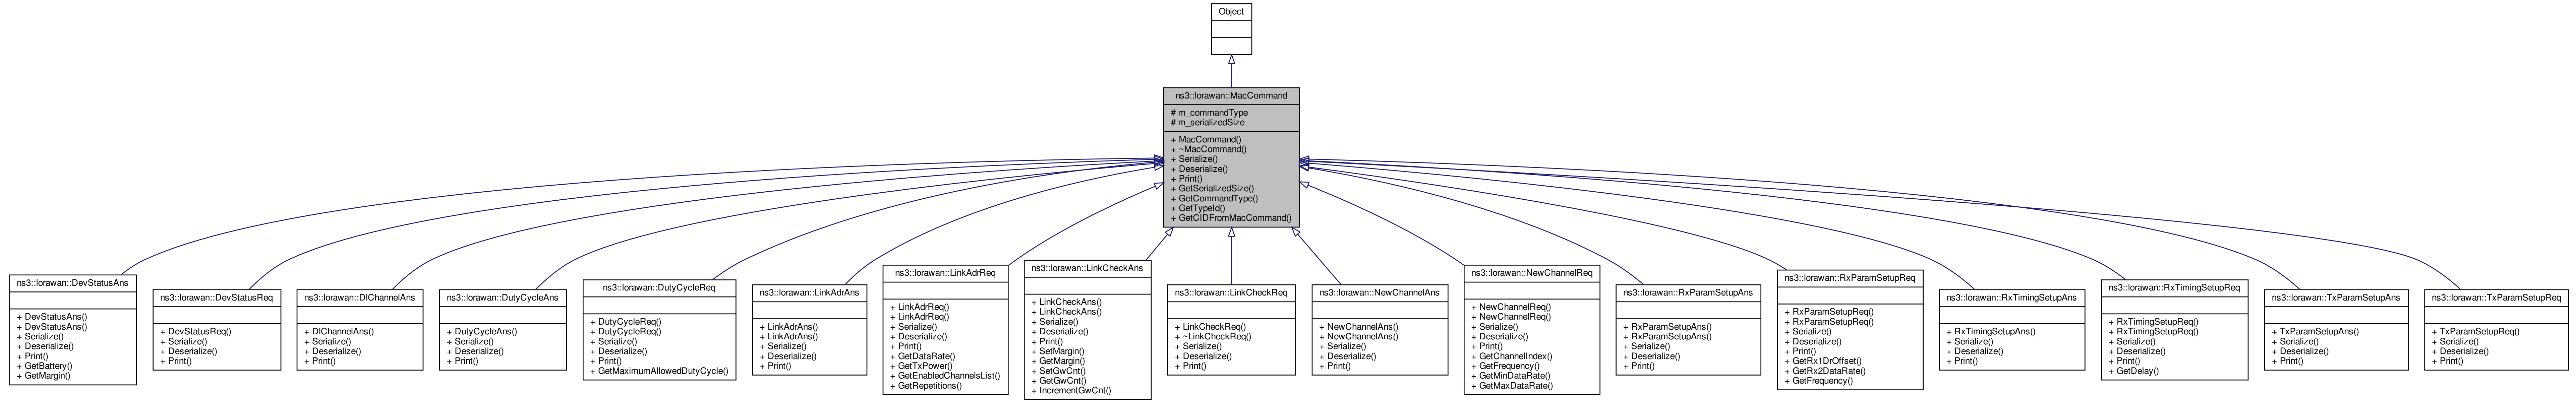 Object
ns3::lorawan::MacCommand
# m_commandType
# m_serializedSize
+ MacCommand()
+ ~MacCommand()
+ Serialize()
+ Deserialize()
+ Print()
+ GetSerializedSize()
+ GetCommandType()
+ GetTypeId()
+ GetCIDFromMacCommand()
ns3::lorawan::DevStatusAns
+ DevStatusAns()
+ DevStatusAns()
+ Serialize()
+ Deserialize()
+ Print()
+ GetBattery()
+ GetMargin()
ns3::lorawan::DevStatusReq
+ DevStatusReq()
+ Serialize()
+ Deserialize()
+ Print()
ns3::lorawan::DlChannelAns
+ DlChannelAns()
+ Serialize()
+ Deserialize()
+ Print()
ns3::lorawan::DutyCycleAns
+ DutyCycleAns()
+ Serialize()
+ Deserialize()
+ Print()
ns3::lorawan::DutyCycleReq
+ DutyCycleReq()
+ DutyCycleReq()
+ Serialize()
+ Deserialize()
+ Print()
+ GetMaximumAllowedDutyCycle()
ns3::lorawan::LinkAdrAns
+ LinkAdrAns()
+ LinkAdrAns()
+ Serialize()
+ Deserialize()
+ Print()
ns3::lorawan::LinkAdrReq
+ LinkAdrReq()
+ LinkAdrReq()
+ Serialize()
+ Deserialize()
+ Print()
+ GetDataRate()
+ GetTxPower()
+ GetEnabledChannelsList()
+ GetRepetitions()
ns3::lorawan::LinkCheckAns
+ LinkCheckAns()
+ LinkCheckAns()
+ Serialize()
+ Deserialize()
+ Print()
+ SetMargin()
+ GetMargin()
+ SetGwCnt()
+ GetGwCnt()
+ IncrementGwCnt()
ns3::lorawan::LinkCheckReq
+ LinkCheckReq()
+ ~LinkCheckReq()
+ Serialize()
+ Deserialize()
+ Print()
ns3::lorawan::NewChannelAns
+ NewChannelAns()
+ NewChannelAns()
+ Serialize()
+ Deserialize()
+ Print()
ns3::lorawan::NewChannelReq
+ NewChannelReq()
+ NewChannelReq()
+ Serialize()
+ Deserialize()
+ Print()
+ GetChannelIndex()
+ GetFrequency()
+ GetMinDataRate()
+ GetMaxDataRate()
ns3::lorawan::RxParamSetupAns
+ RxParamSetupAns()
+ RxParamSetupAns()
+ Serialize()
+ Deserialize()
+ Print()
ns3::lorawan::RxParamSetupReq
+ RxParamSetupReq()
+ RxParamSetupReq()
+ Serialize()
+ Deserialize()
+ Print()
+ GetRx1DrOffset()
+ GetRx2DataRate()
+ GetFrequency()
ns3::lorawan::RxTimingSetupAns
+ RxTimingSetupAns()
+ Serialize()
+ Deserialize()
+ Print()
ns3::lorawan::RxTimingSetupReq
+ RxTimingSetupReq()
+ RxTimingSetupReq()
+ Serialize()
+ Deserialize()
+ Print()
+ GetDelay()
ns3::lorawan::TxParamSetupAns
+ TxParamSetupAns()
+ Serialize()
+ Deserialize()
+ Print()
ns3::lorawan::TxParamSetupReq
+ TxParamSetupReq()
+ Serialize()
+ Deserialize()
+ Print()